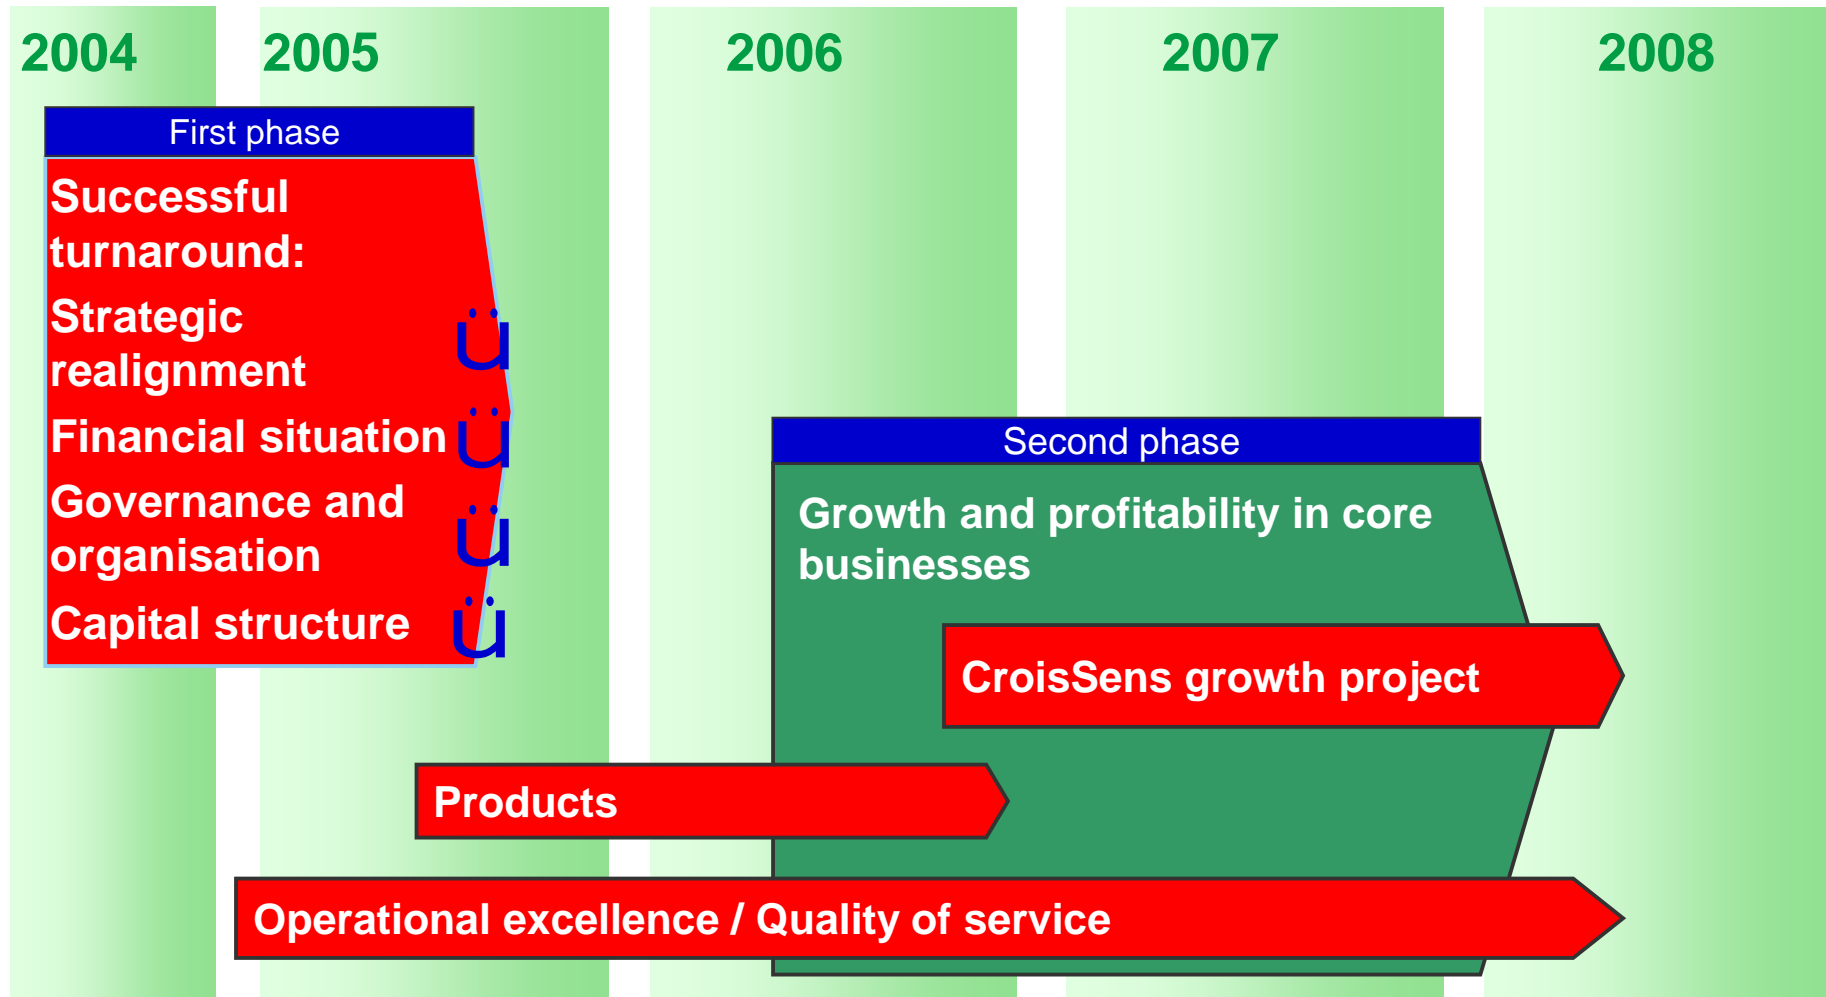 2004 2005 2006 2007 2008
First phase
Successful
turnaround:
Strategic
realignment ü
Financial situation ü
Governance and
organisation ü
Capital structure ü
Second phase
Growth and profitability in core
businesses
CroisSens growth project
Products
Operational excellence / Quality of service